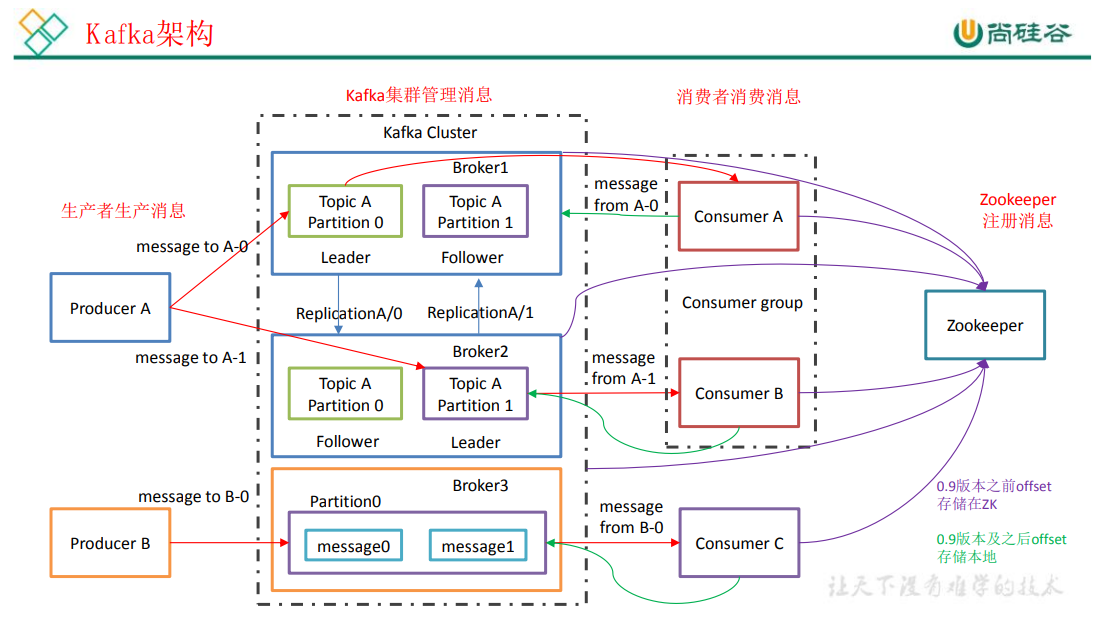 Kafka架构
尚硅谷
Kafka集群管理消息
消费者消费消息
Kafka Cluster
生产者生产消息
Zookeeper
注册消息
Broker1
Topic A
Partition 0
Topic A
Partition 1
Leader
Follower
message to A-0
Producer A
message to A-1
ReplicationA/0
ReplicationA/1
Broker2
Topic A
Partition 0
Topic A
Partition 1
Follower
Leader
message
from A-0
Consumer A
Consumer group
message
from A-1
Consumer B
Zookeeper
message to B-0
Producer B
Broker3
Partition0
message0
message1
message
from B-0
Consumer C
0.9版本之前offset
存储在ZK
0.9版本及之后offset
存储本地
让天下没有难学的技术